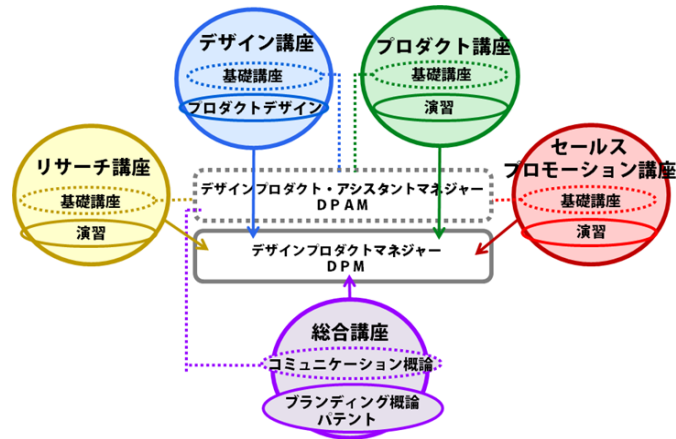 デザイン講座
基礎講座
プロダクトデザイン
プロダクト講座
基礎講座
演習
リサーチ講座
基礎講座
演習
セールス
プロモーション講座
基礎講座
演習
デザインプロダクト・アシスタントマネジャー
DPAM
デザインプロダクトマネジャー
DPM
総合講座
コミュニケーション概論
ブランディング概論
パテント